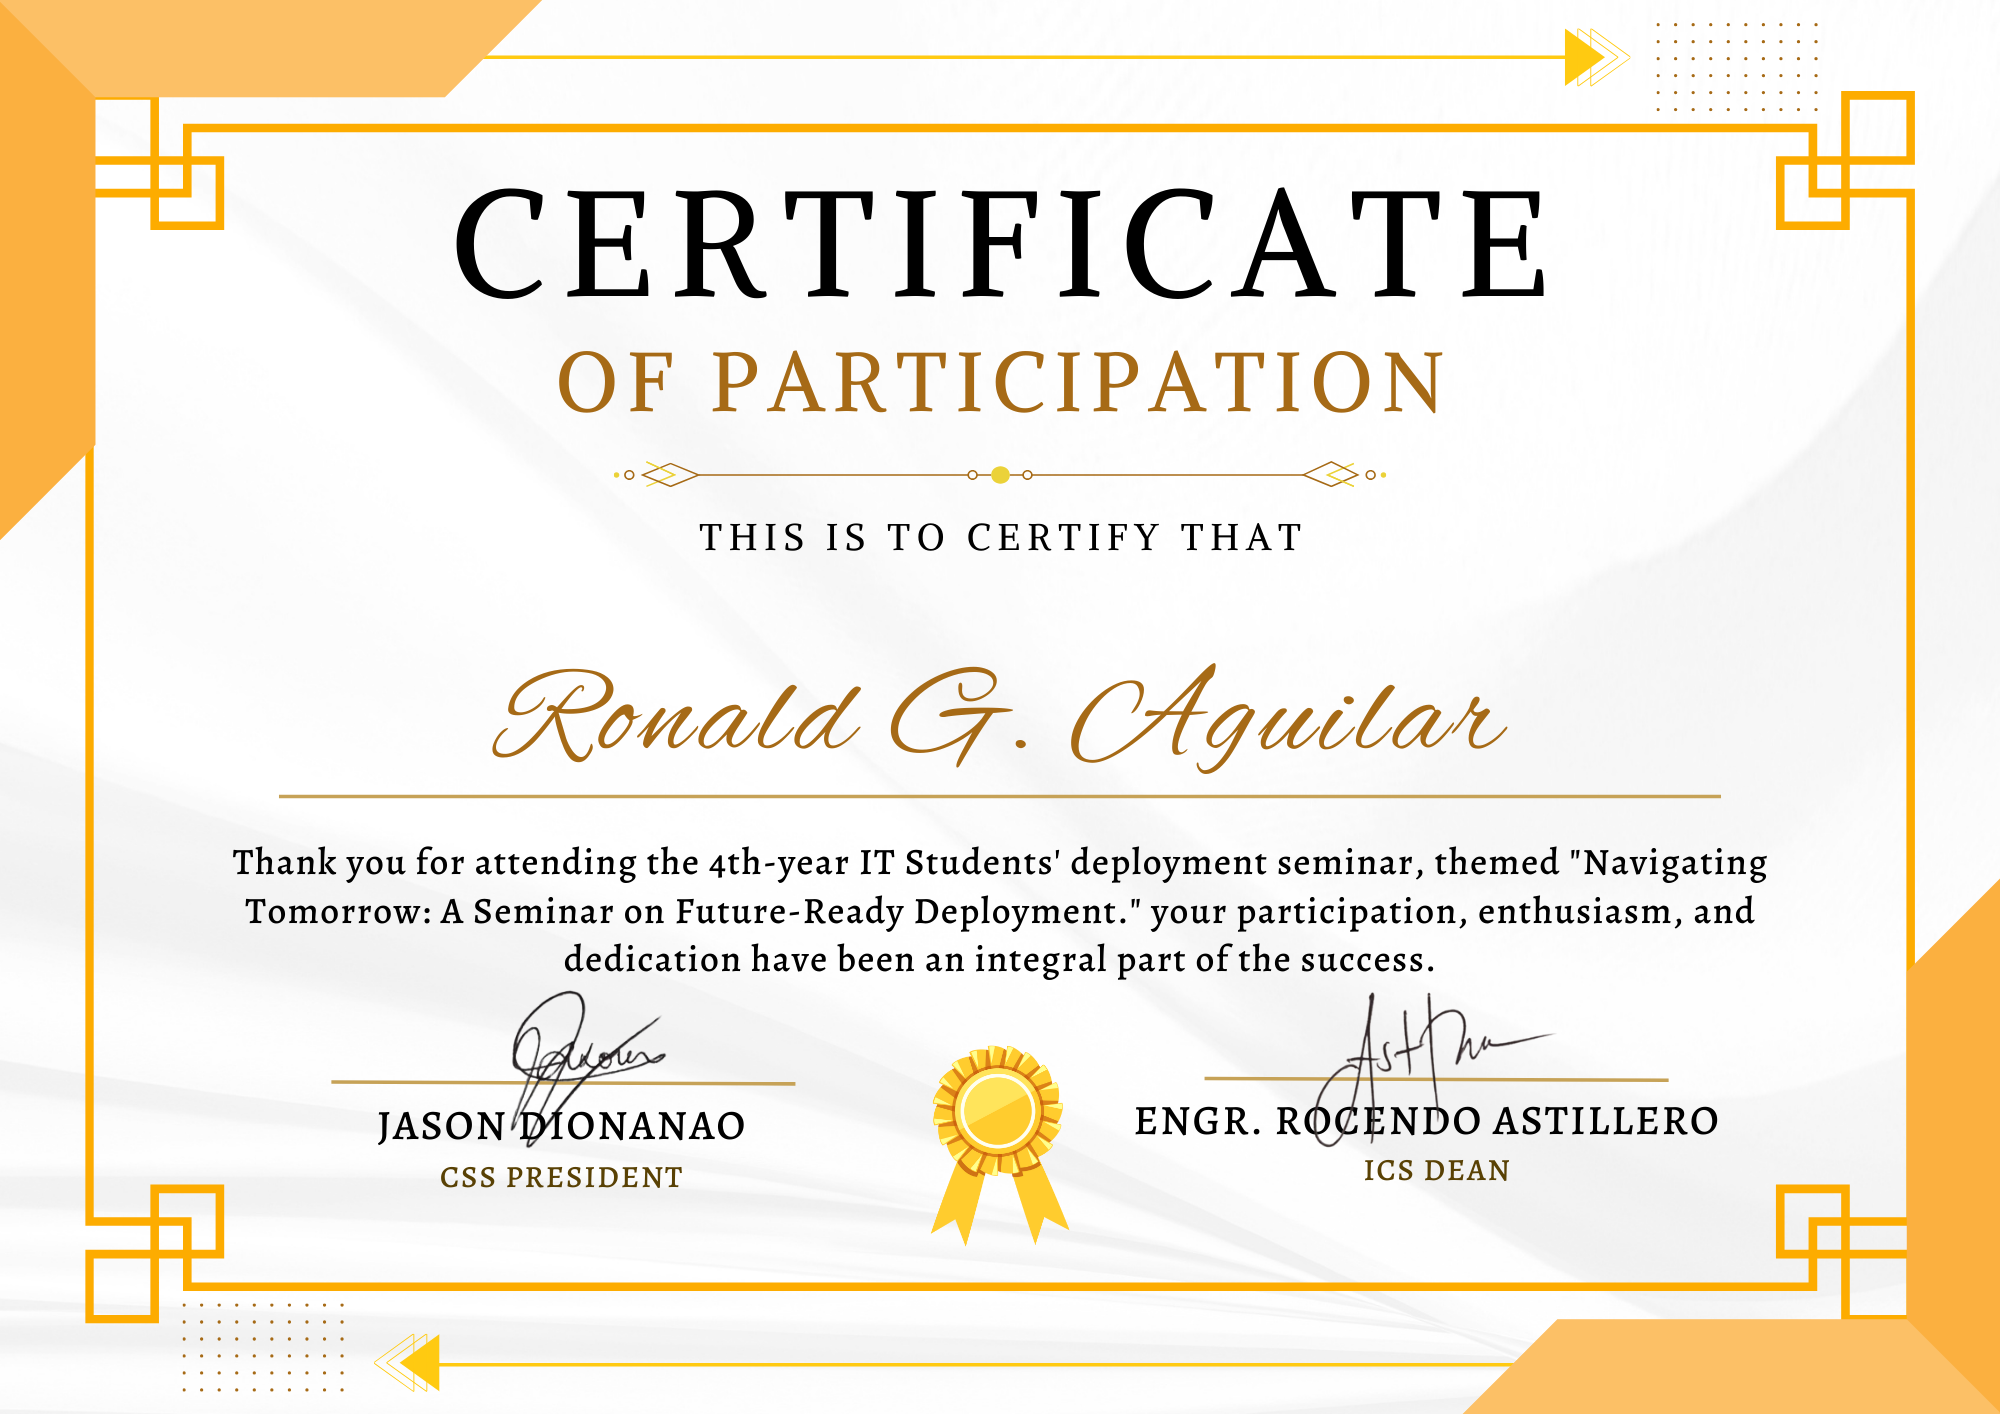 CERTIFICATE
OF PARTICIPATION
THIS IS TO CERTIFY THAT
Ronald G. Aguilar
Thank you for attending the 4th-year IT Students' deployment seminar, themed "Navigating
Tomorrow: A Seminar on Future-Ready Deployment." your participation, enthusiasm, and
dedication have been an integral part of the success.
JASON DIONANAO
CSS PRESIDENT
ENGR. ROCENDO ASTILLERO
ICS DEAN